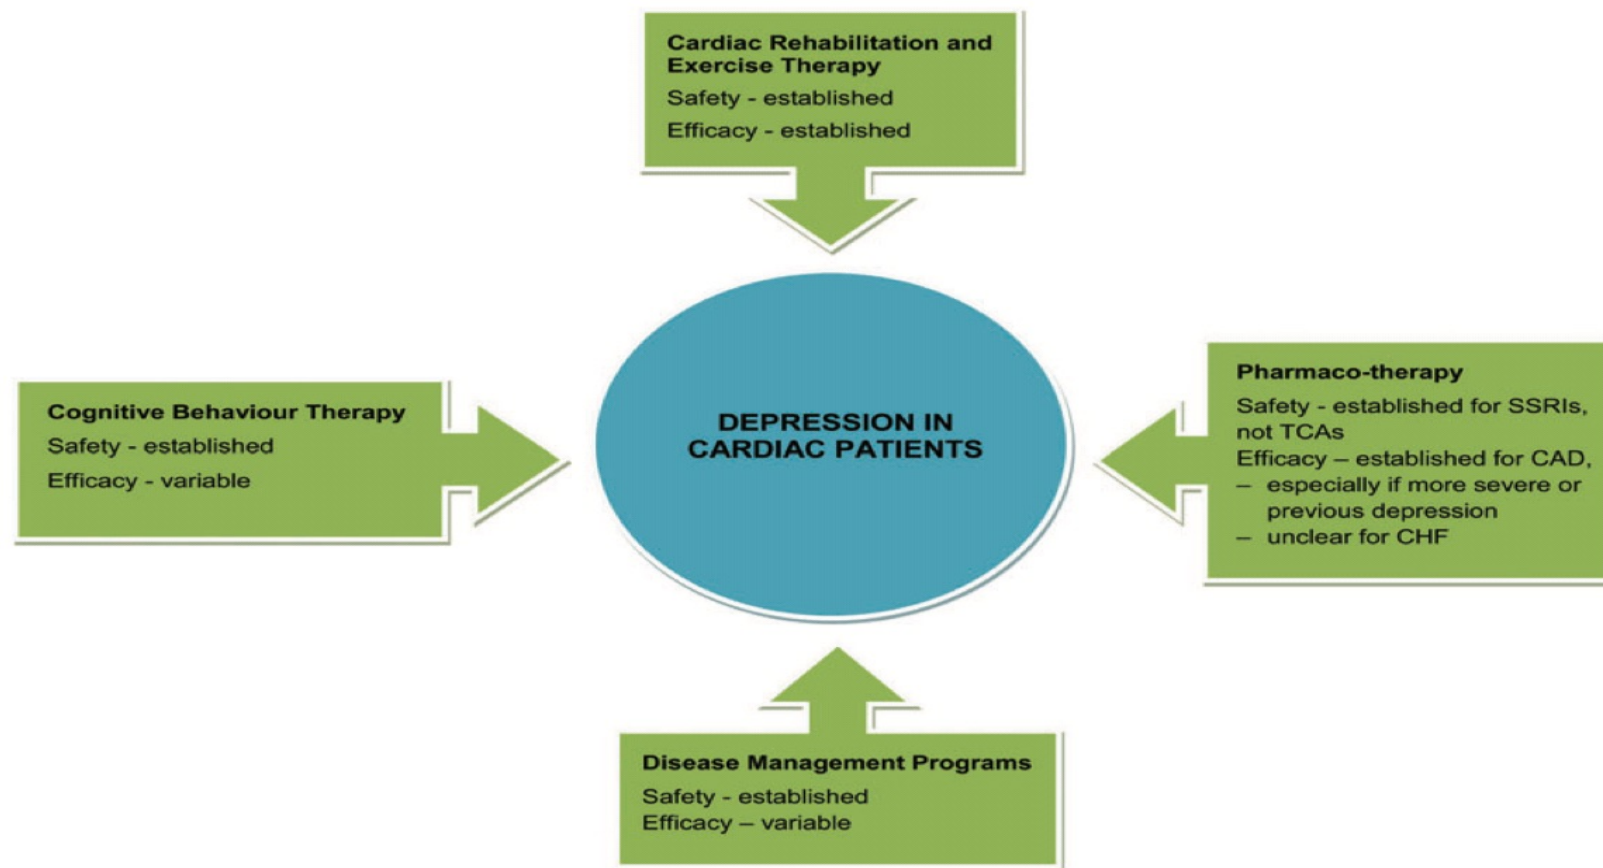 Cardiac Rehabilitation and
Exercise Therapy
Safety - established
Efficacy - established
Cognitive Behaviour Therapy
Safety - established
Efficacy - variable
DEPRESSION IN
CARDIAC PATIENTS
Pharmaco-therapy
Safety - established for SSRIs,
not TCAs
Efficacy – established for CAD,
– especially if more severe or
previous depression
– unclear for CHF
Disease Management Programs
Safety - established
Efficacy – variable